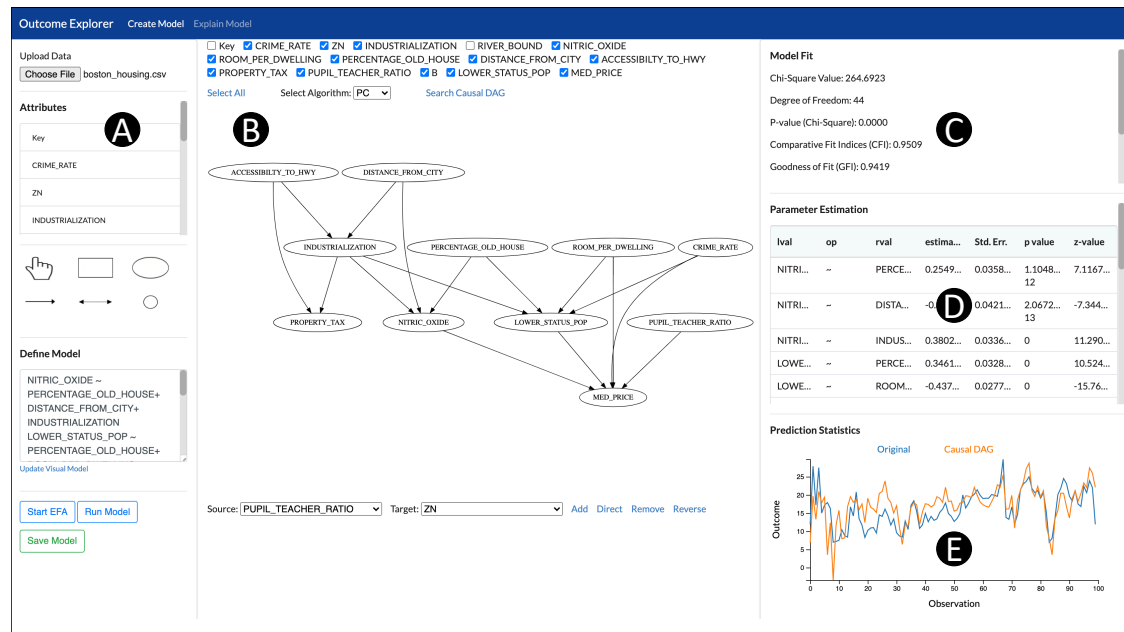 Outcome Explorer Create Model Explain Model
Upload Data
Choose File boston_housing.csv
Attributes
A
Key
CRIME_RATE
ZN
INDUSTRIALIZATION
Define Model
NITRIC_OXIDE ~
PERCENTAGE_OLD_HOUSE+
DISTANCE_FROM_CITY+
INDUSTRIALIZATION
LOWER_STATUS_POP ~
PERCENTAGE_OLD_HOUSE+
Update Visual Model
Start EFA Run Model
Save Model
Key CRIME_RATE ZN INDUSTRIALIZATION RIVER_BOUND NITRIC_OXIDE
ROOM_PER_DWELLING PERCENTAGE_OLD_HOUSE DISTANCE_FROM_CITY ACCESSIBILTY_TO_HWY
PROPERTY_TAX PUPIL_TEACHER_RATIO B LOWER_STATUS_POP MED_PRICE
Select All Select Algorithm: PC Search Causal DAG
B
ACCESSIBILTY_TO_HWY DISTANCE_FROM_CITY
INDUSTRIALIZATION PERCENTAGE_OLD_HOUSE ROOM_PER_DWELLING CRIME_RATE
PROPERTY_TAX NITRIC_OXIDE LOWER_STATUS_POP PUPIL_TEACHER_RATIO
MED_PRICE
Source: PUPIL_TEACHER_RATIO Target: ZN Add Direct Remove Reverse
Model Fit
Chi-Square Value: 264.6923
Degree of Freedom: 44
P-value (Chi-Square): 0.0000
C
Comparative Fit Indices (CFI): 0.9509
Goodness of Fit (GFI): 0.9419
Parameter Estimation
lval op rval estima... Std. Err. p value z-value
NITRI... ~ PERCE... 0.2549... 0.0358... 1.1048... 7.1167...
12
NITRI... ~ DISTA... 0.0421... 2.0672... -7.344...
13
D
NITRI... ~ INDUS... 0.3802... 0.0336... 0 11.290...
LOWE... ~ PERCE... 0.3461... 0.0328... 0 10.524...
LOWE... ~ ROOM... -0.437... 0.0277... 0 -15.76...
Prediction Statistics
Original Causal DAG
25
20
15
10
5
0
Outcome
E
0 10 20 30 40 50 60 70 80 90 100
Observation